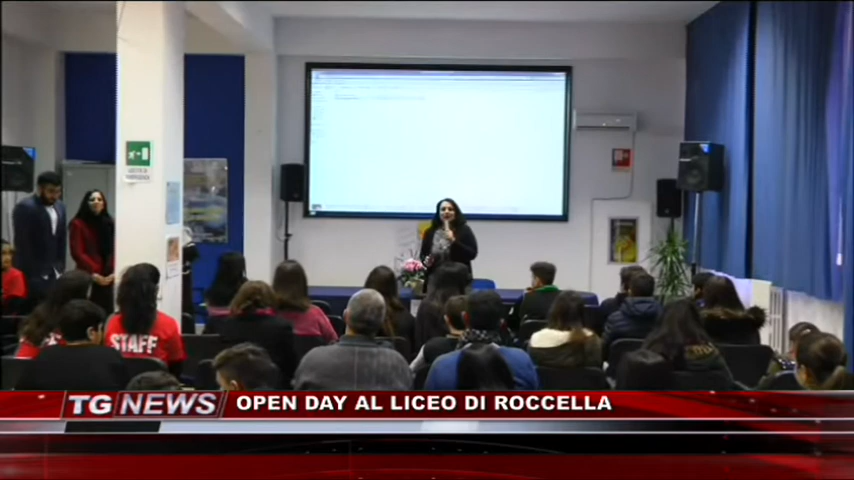 STAFF
TG NEWS
OPEN DAY AL LICEO DI ROCCELLA